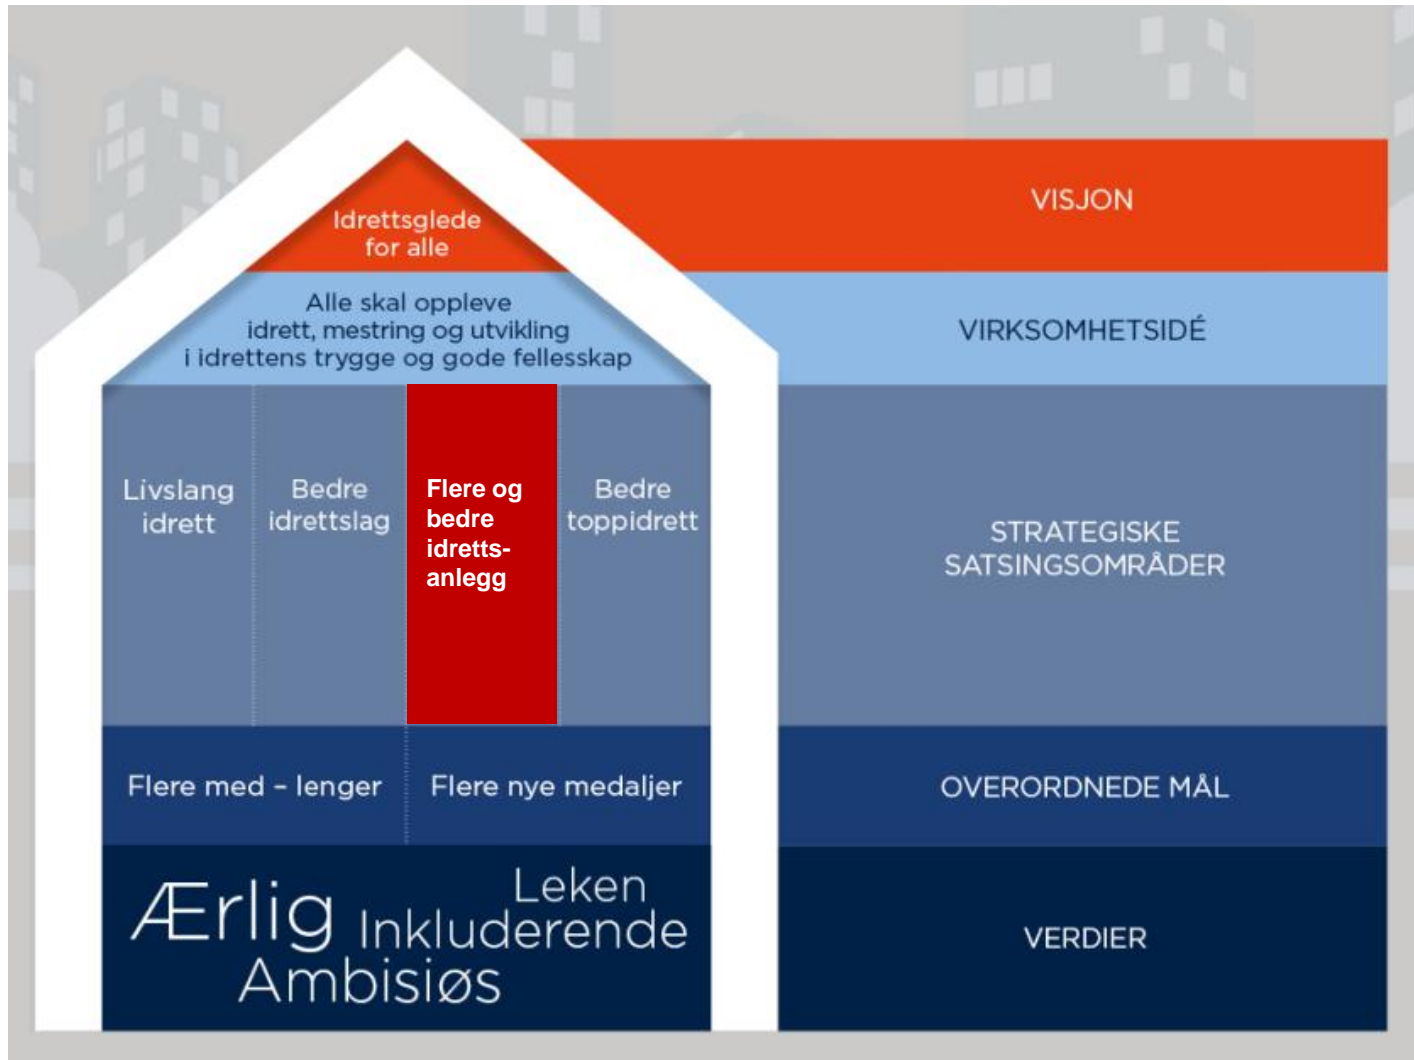 Idrettsglede
for alle
VISJON
Alle skal oppleve
idrett, mestring og utvikling
i idrettens trygge og gode fellesskap
VIRKSOMHETSIDÉ
Livslang
idrett
Bedre
idrettslag
Flere og
bedre
idretts-
anlegg
Bedre
toppidrett
STRATEGISKE
SATSINGSOMRÅDER
Flere med – lenger
Flere nye medaljer
OVERORDNEDE MÅL
Ærlig
Leken
Inkluderende
Ambisiøs
VERDIER